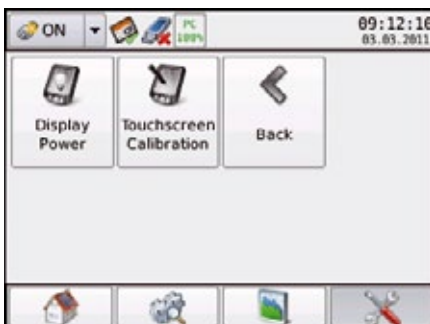 ON
PC
100%
09:12:16
03.03.2011
Display
Power
Touchscreen
Calibration
Back